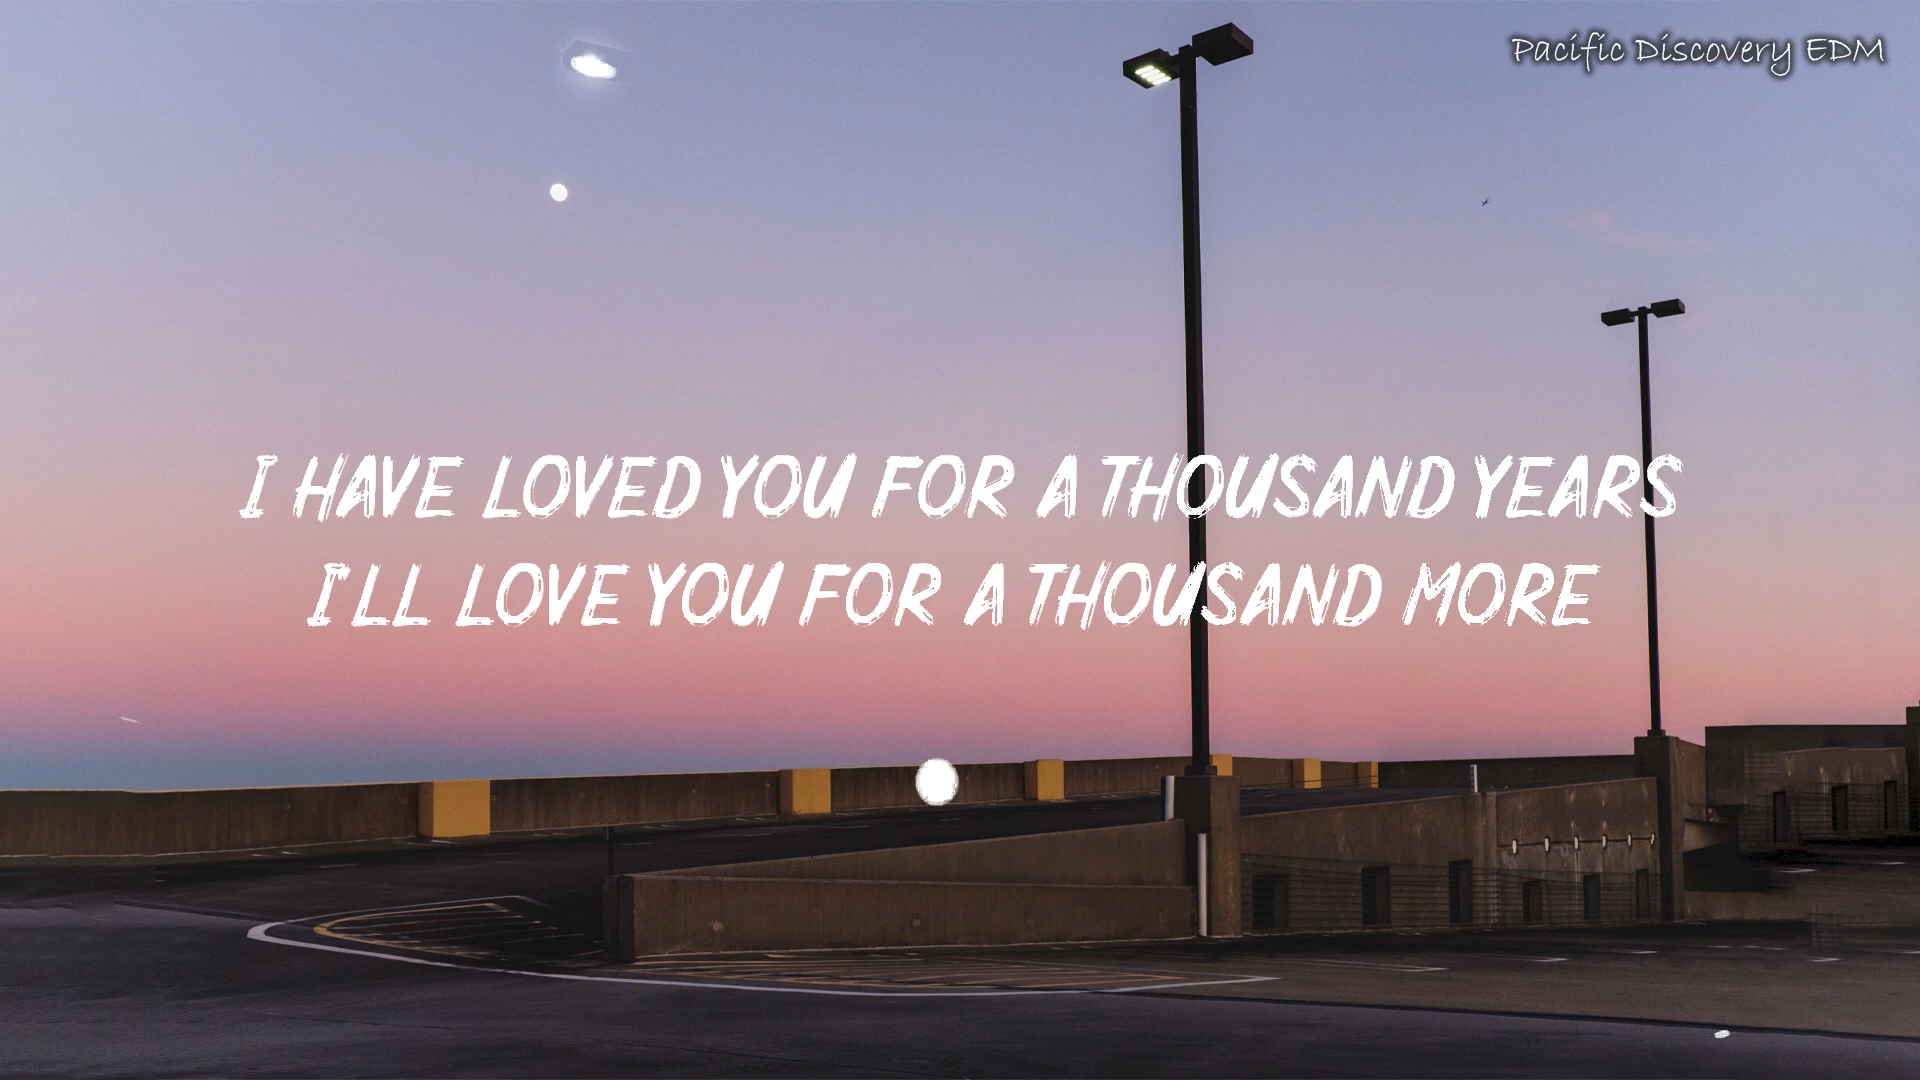 Pacific Discovery EDM
I HAVE LOVED YOU FOR A THOUSAND YEARS
I'LL LOVE YOU FOR A THOUSAND MORE